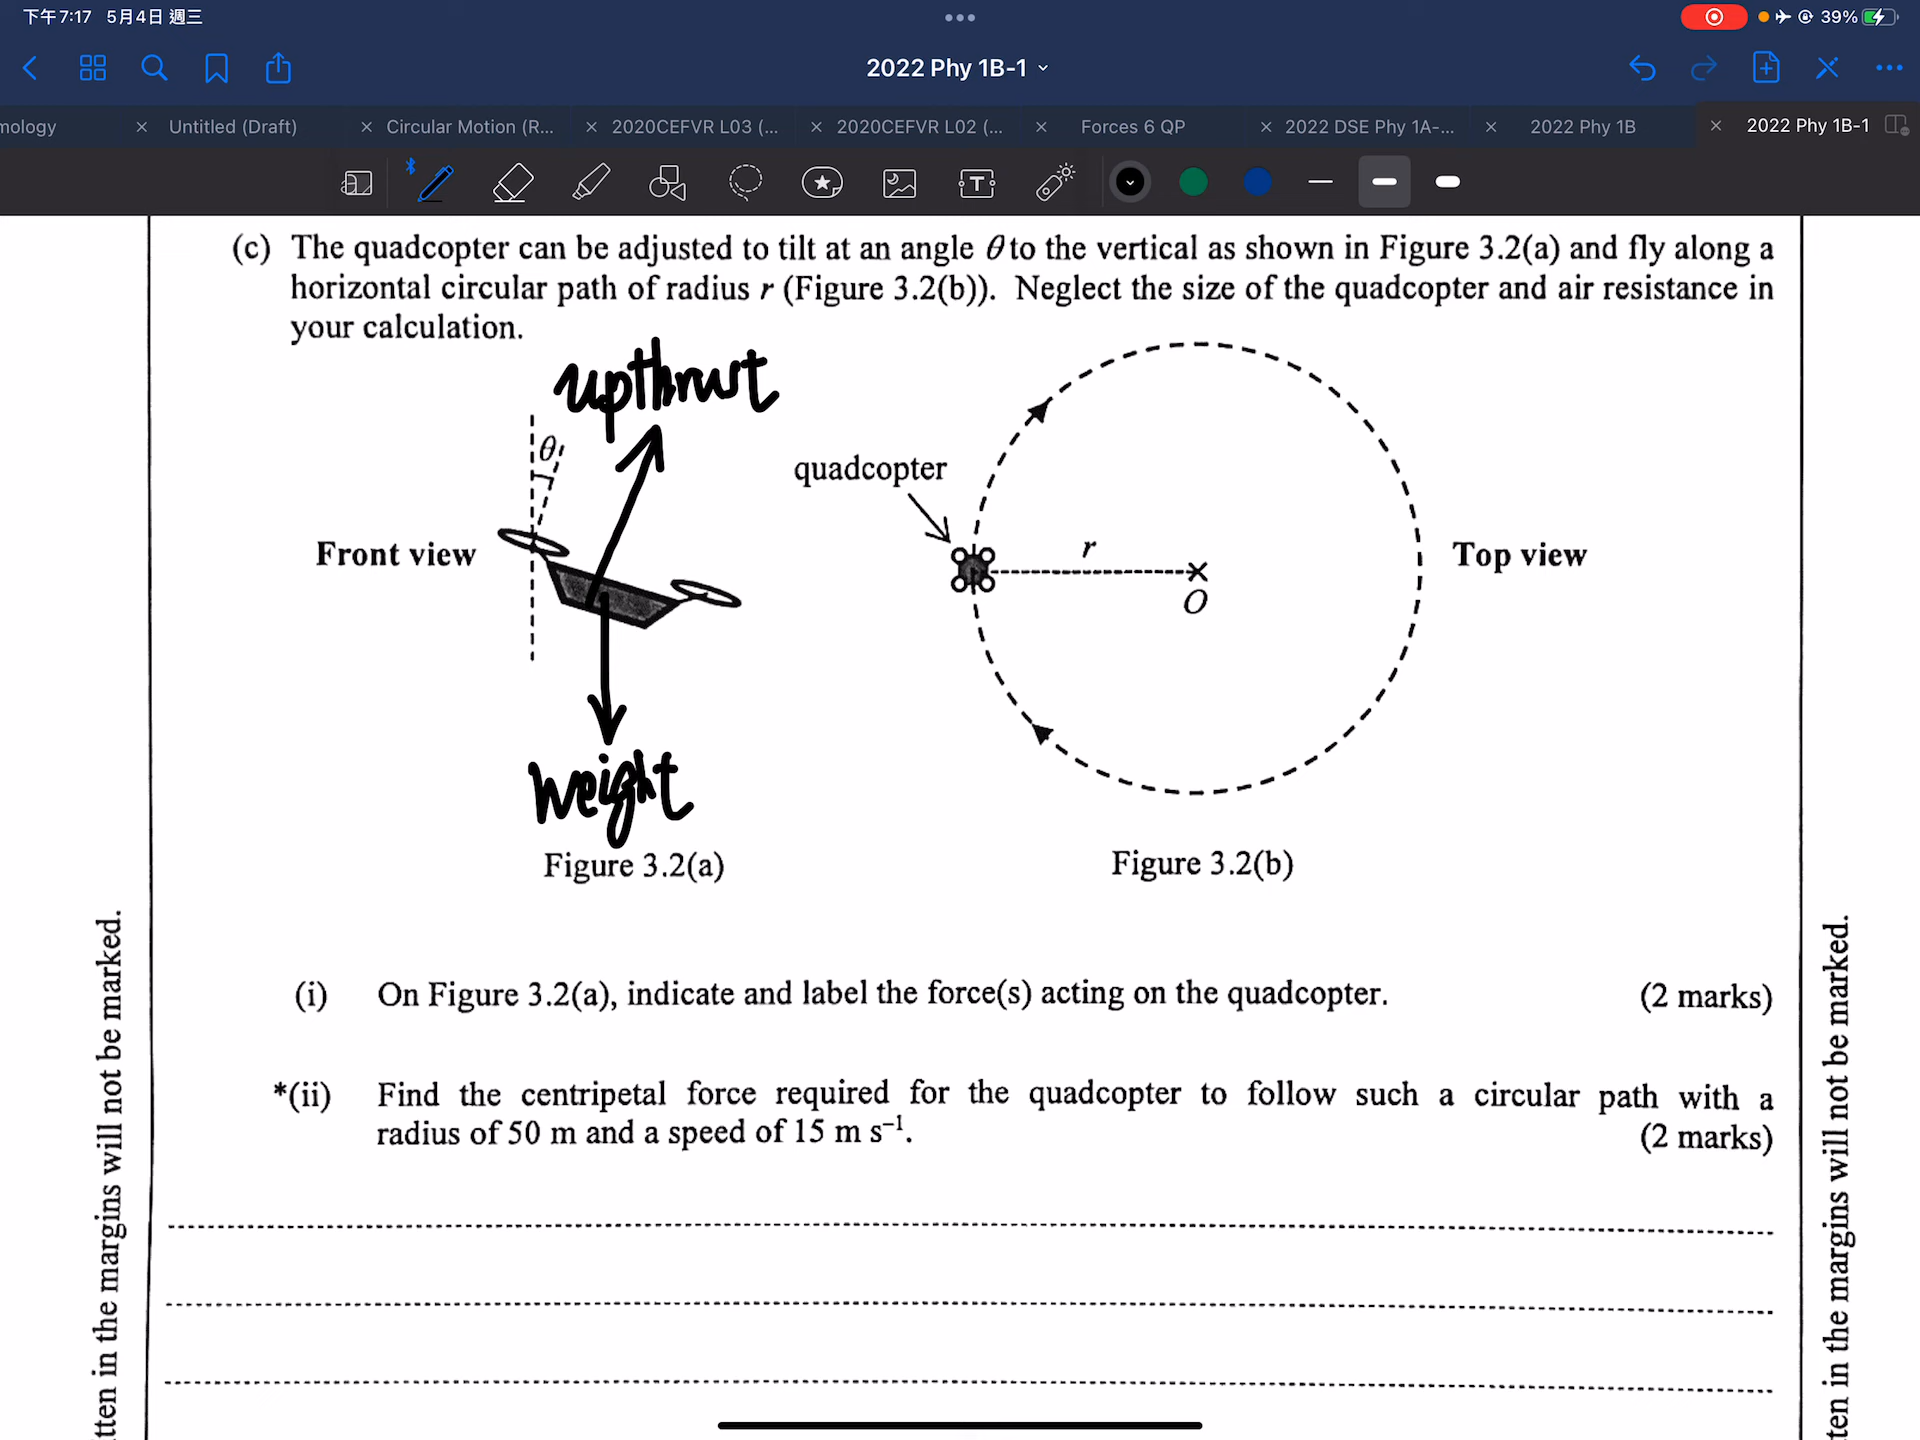 下午7:17 5月4日 週三
39%
2022 Phy 1B-1
mology
Untitled (Draft)
Circular Motion (R...
2020CEFVR L03 (...
2020CEFVR L02 (...
Forces 6 QP
2022 DSE Phy 1A-...
2022 Phy 1B
2022 Phy 1B-1
(c) The quadcopter can be adjusted to tilt at an angle θ to the vertical as shown in Figure 3.2(a) and fly along a
horizontal circular path of radius r (Figure 3.2(b)). Neglect the size of the quadcopter and air resistance in
your calculation.
upthrust
θ
quadcopter
Front view
r
Top view
O
weight
Figure 3.2(a)
Figure 3.2(b)
(i) On Figure 3.2(a), indicate and label the force(s) acting on the quadcopter. (2 marks)
*(ii) Find the centripetal force required for the quadcopter to follow such a circular path with a
radius of 50 m and a speed of 15 m s⁻¹. (2 marks)
tten in the margins will not be marked.
ten in the margins will not be marked.